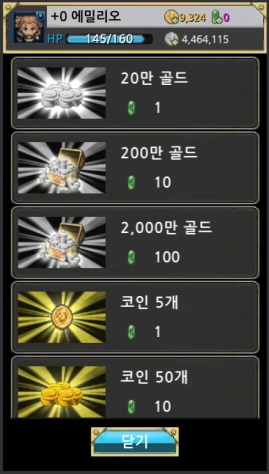 +0 에밀리오
9,324 0
HP 145/160 4,464,115
20만 골드
1
200만 골드
10
2,000만 골드
100
코인 5개
1
코인 50개
10
닫기